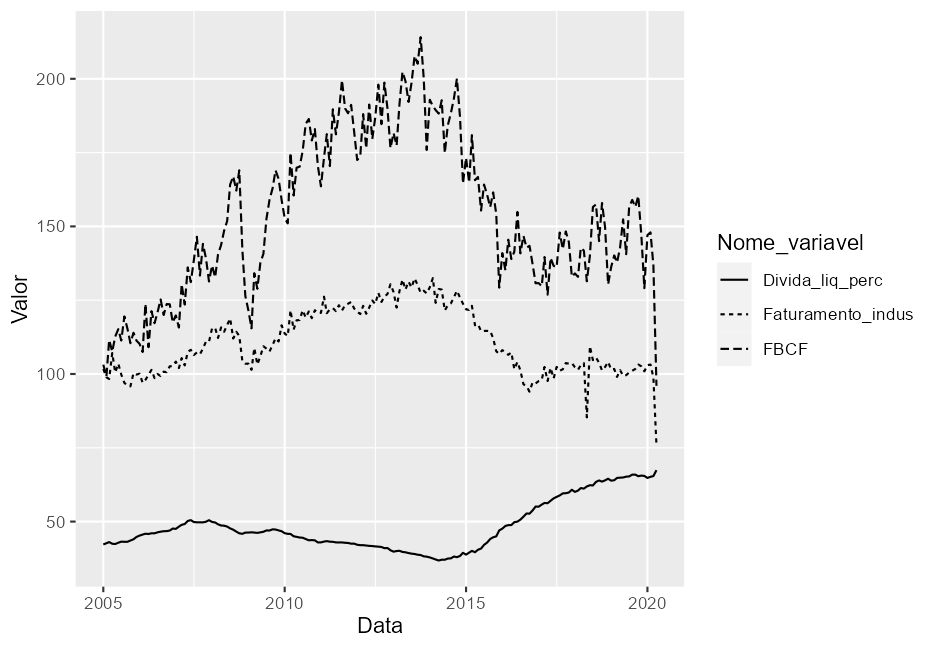 200
150
100
50
Valor
2005
2010
2015
2020
Data
Nome_variavel
Divida_liq_perc
Faturamento_indus
FBCF